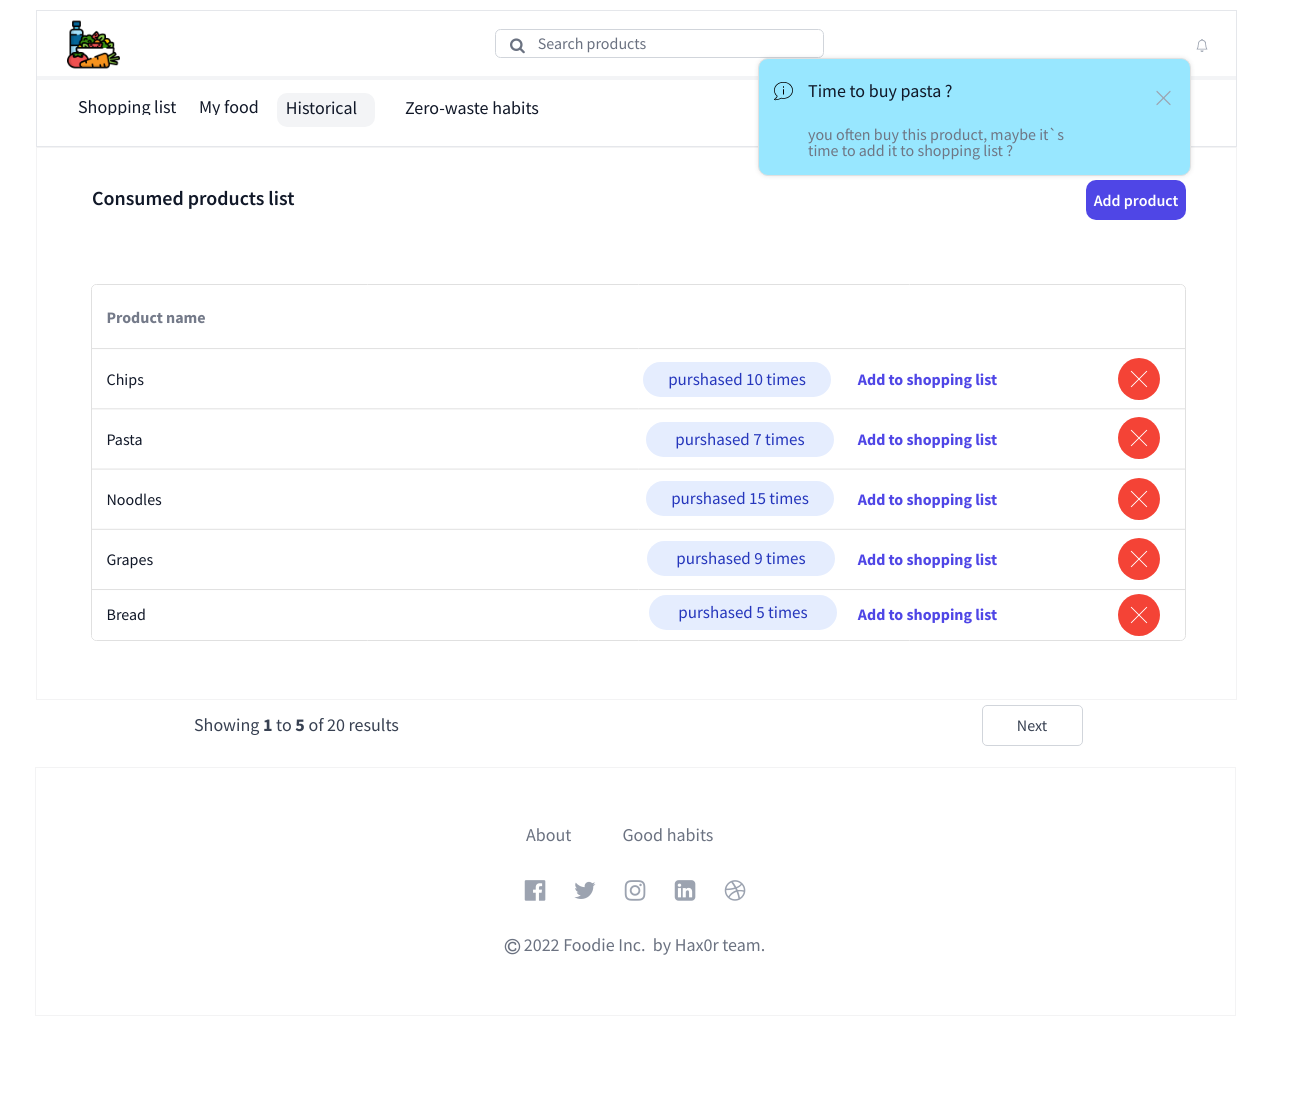 Search products
Shopping list
My food
Historical
Zero-waste habits
Time to buy pasta ?
you often buy this product, maybe it`s
time to add it to shopping list ?
Consumed products list
Add product
Product name
Chips
purshased 10 times
Add to shopping list
Pasta
purshased 7 times
Add to shopping list
Noodles
purshased 15 times
Add to shopping list
Grapes
purshased 9 times
Add to shopping list
Bread
purshased 5 times
Add to shopping list
Showing 1 to 5 of 20 results
Next
About
Good habits
© 2022 Foodie Inc. by Hax0r team.